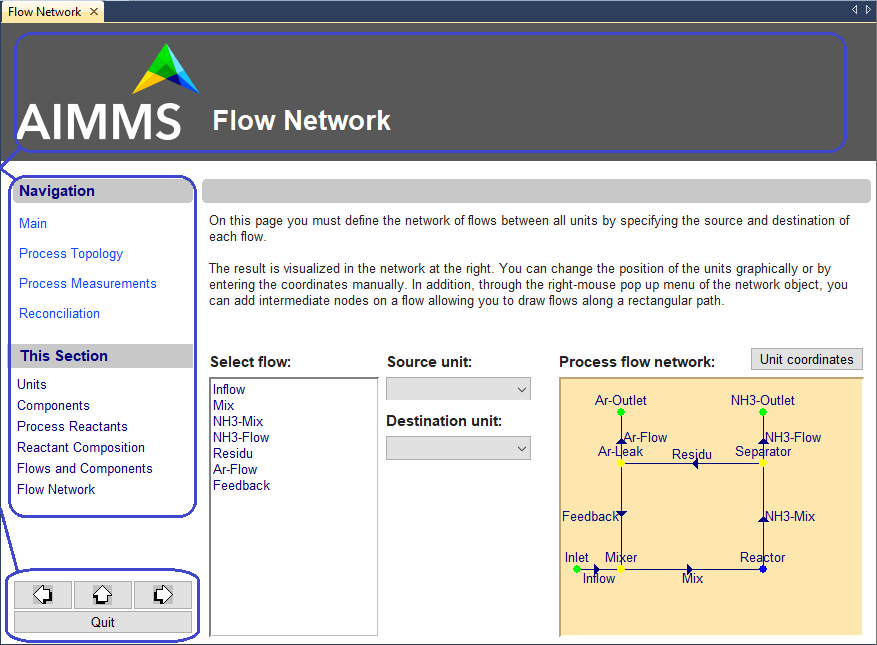 Flow Network
AIMMS
Flow Network
Navigation
Main
Process Topology
Process Measurements
Reconciliation
This Section
Units
Components
Process Reactants
Reactant Composition
Flows and Components
Flow Network
Quit
On this page you must define the network of flows between all units by specifying the source and destination of
each flow.
The result is visualized in the network at the right. You can change the position of the units graphically or by
entering the coordinates manually. In addition, through the right-mouse pop up menu of the network object, you
can add intermediate nodes on a flow allowing you to draw flows along a rectangular path.
Select flow:
Inflow
Mix
NH3-Mix
NH3-Flow
Residu
Ar-Flow
Feedback
Source unit:
Destination unit:
Process flow network:
Unit coordinates
Ar-Outlet
NH3-Outlet
Ar-Flow
NH3-Flow
Ar-Leak
Residu
Separator
Feedback
NH3-Mix
Inlet
Mixer
Reactor
Inflow
Mix